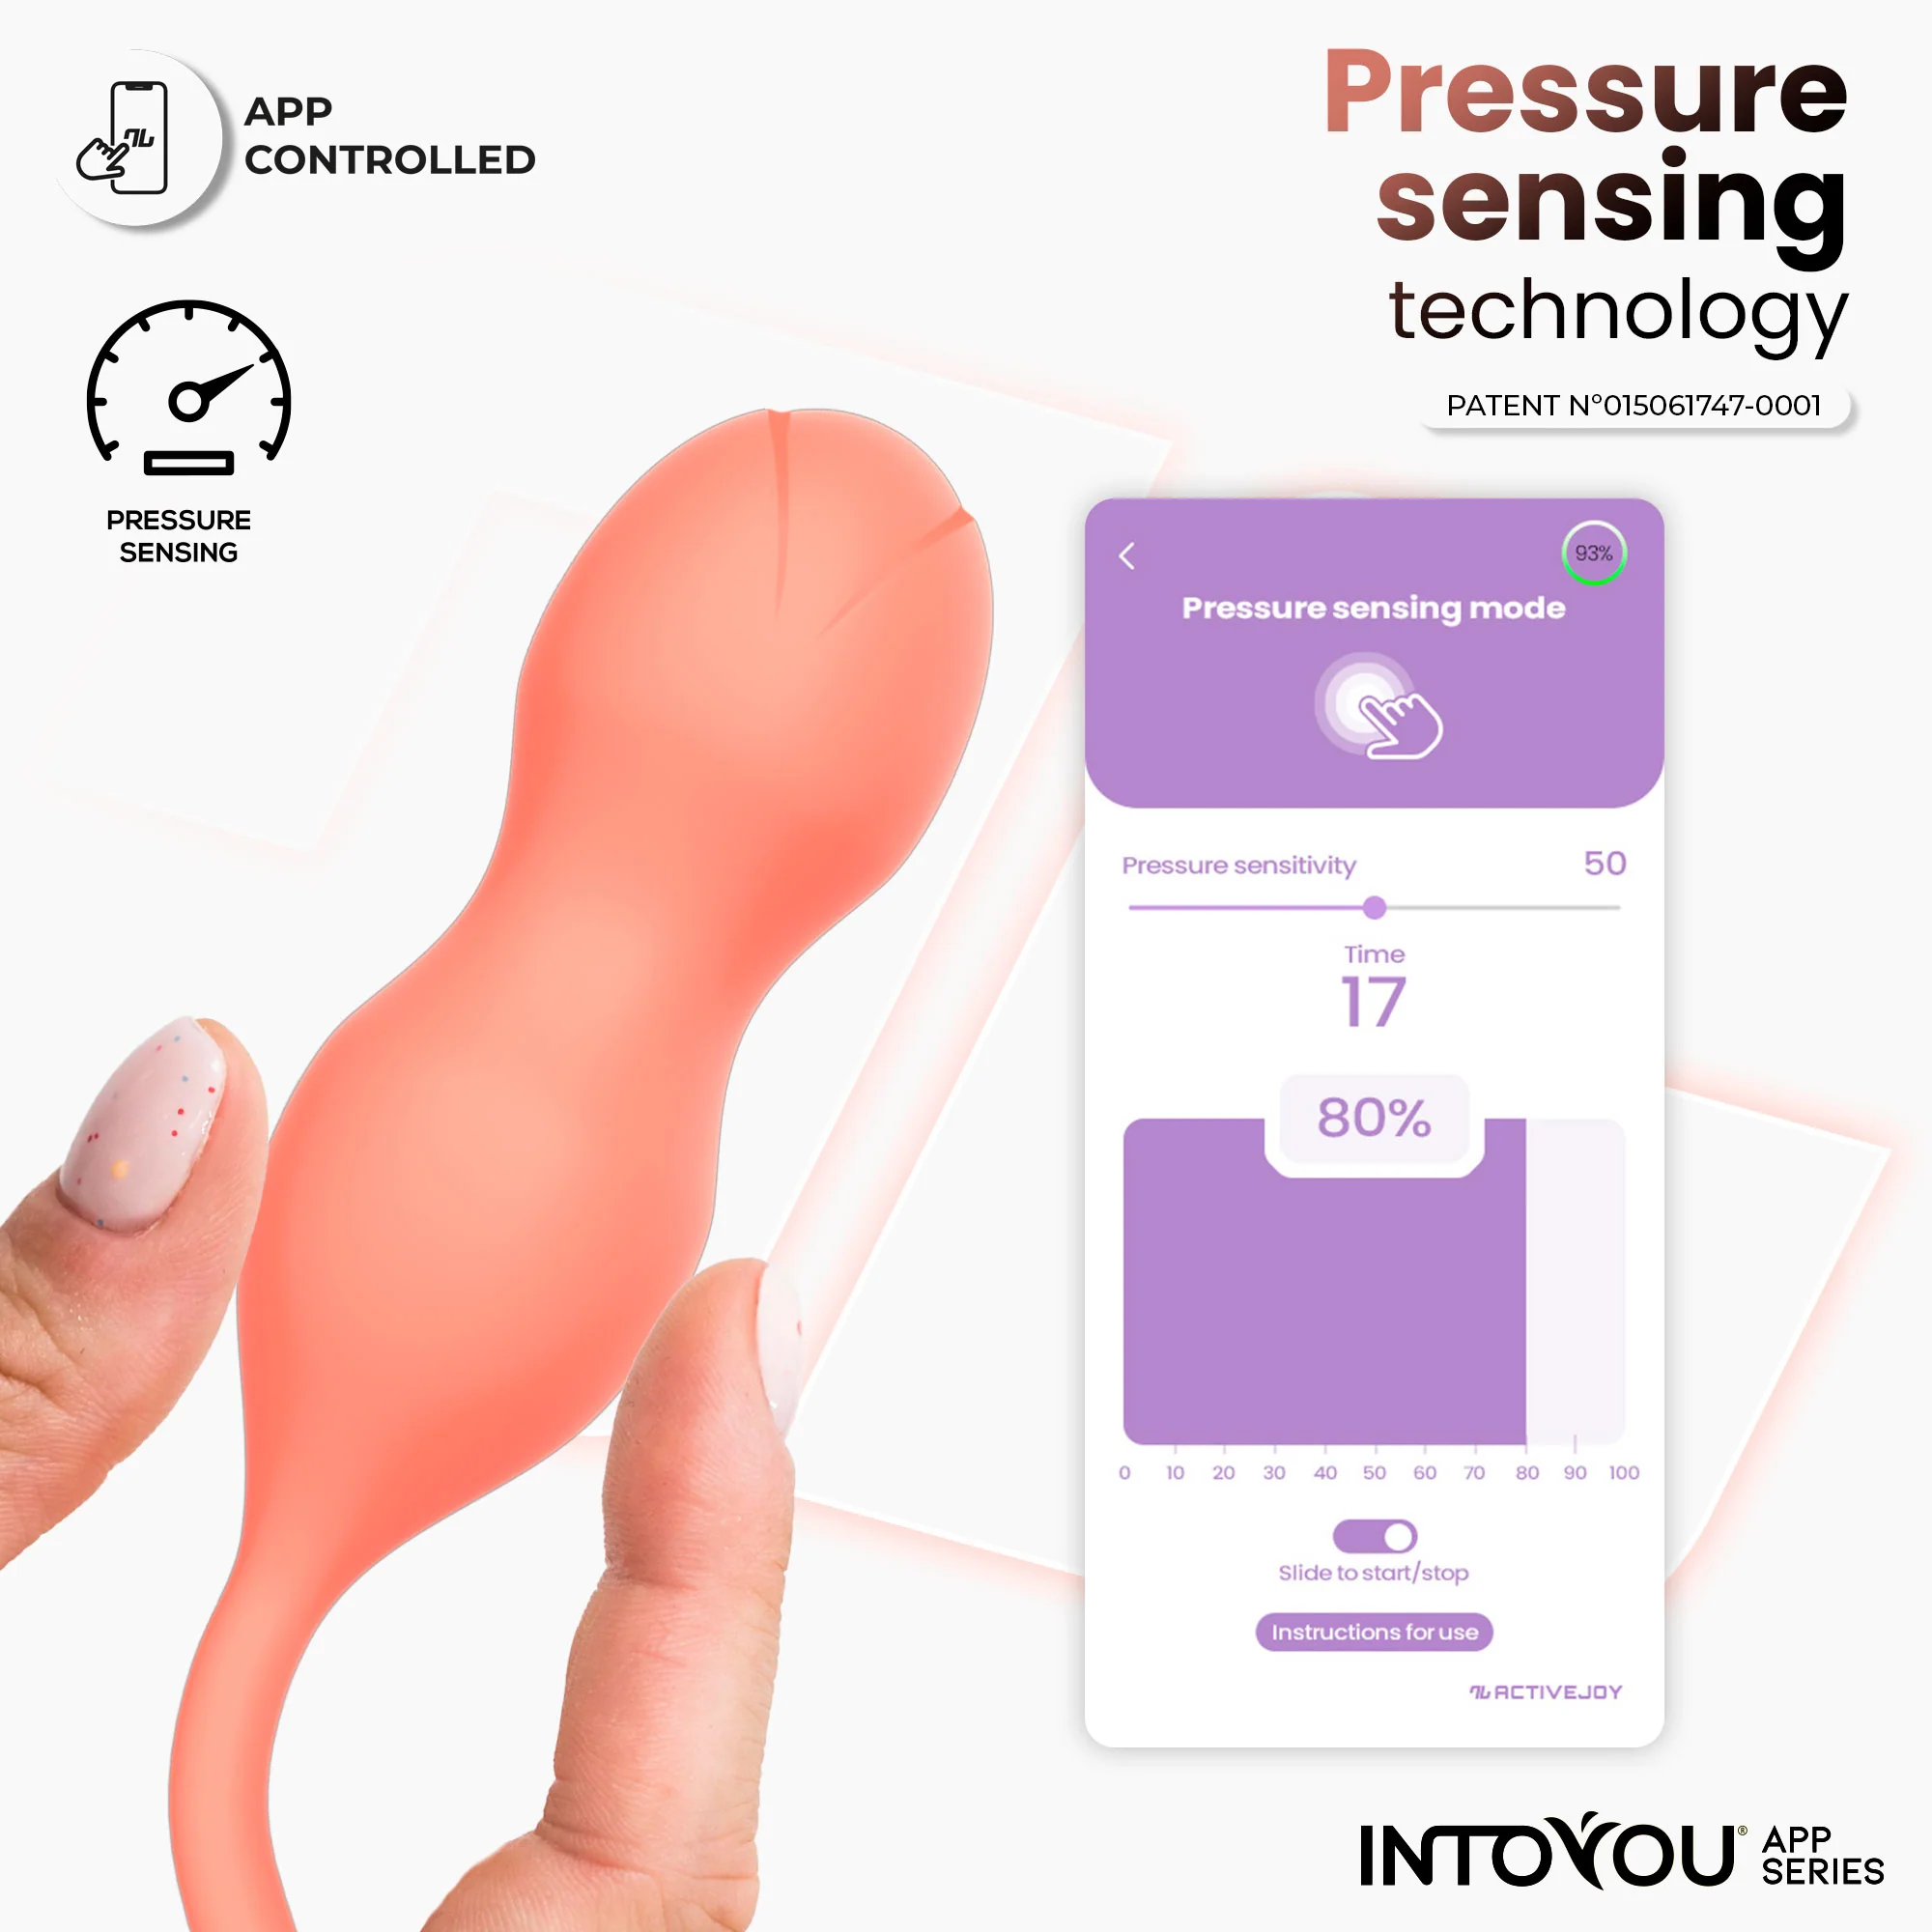 APP
CONTROLLED
PRESSURE
SENSING
Pressure
sensing
technology
PATENT Nº015061747-0001
93%
Pressure sensing mode
Pressure sensitivity 50
Time
17
80%
0 10 20 30 40 50 60 70 80 90 100
Slide to start/stop
Instructions for use
ACTIVEJOY
INTOYOU® APP
SERIES